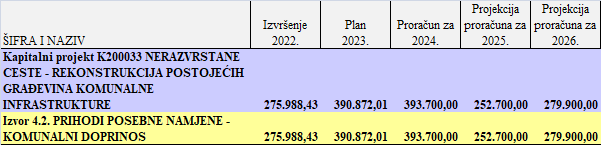 ŠIFRA I NAZIV
Izvršenje 2022.
Plan 2023.
Proračun za 2024.
Projekcija proračuna za 2025.
Projekcija proračuna za 2026.
Kapitalni projekt K200033 NERAZVRSTANE
CESTE - REKONSTRUKCIJA POSTOJEĆIH
GRAĐEVINA KOMUNALNE
INFRASTRUKTURE 275.988,43 390.872,01 393.700,00 252.700,00 279.900,00
Izvor 4.2. PRIHODI POSEBNE NAMJENE -
KOMUNALNI DOPRINOS 275.988,43 390.872,01 393.700,00 252.700,00 279.900,00